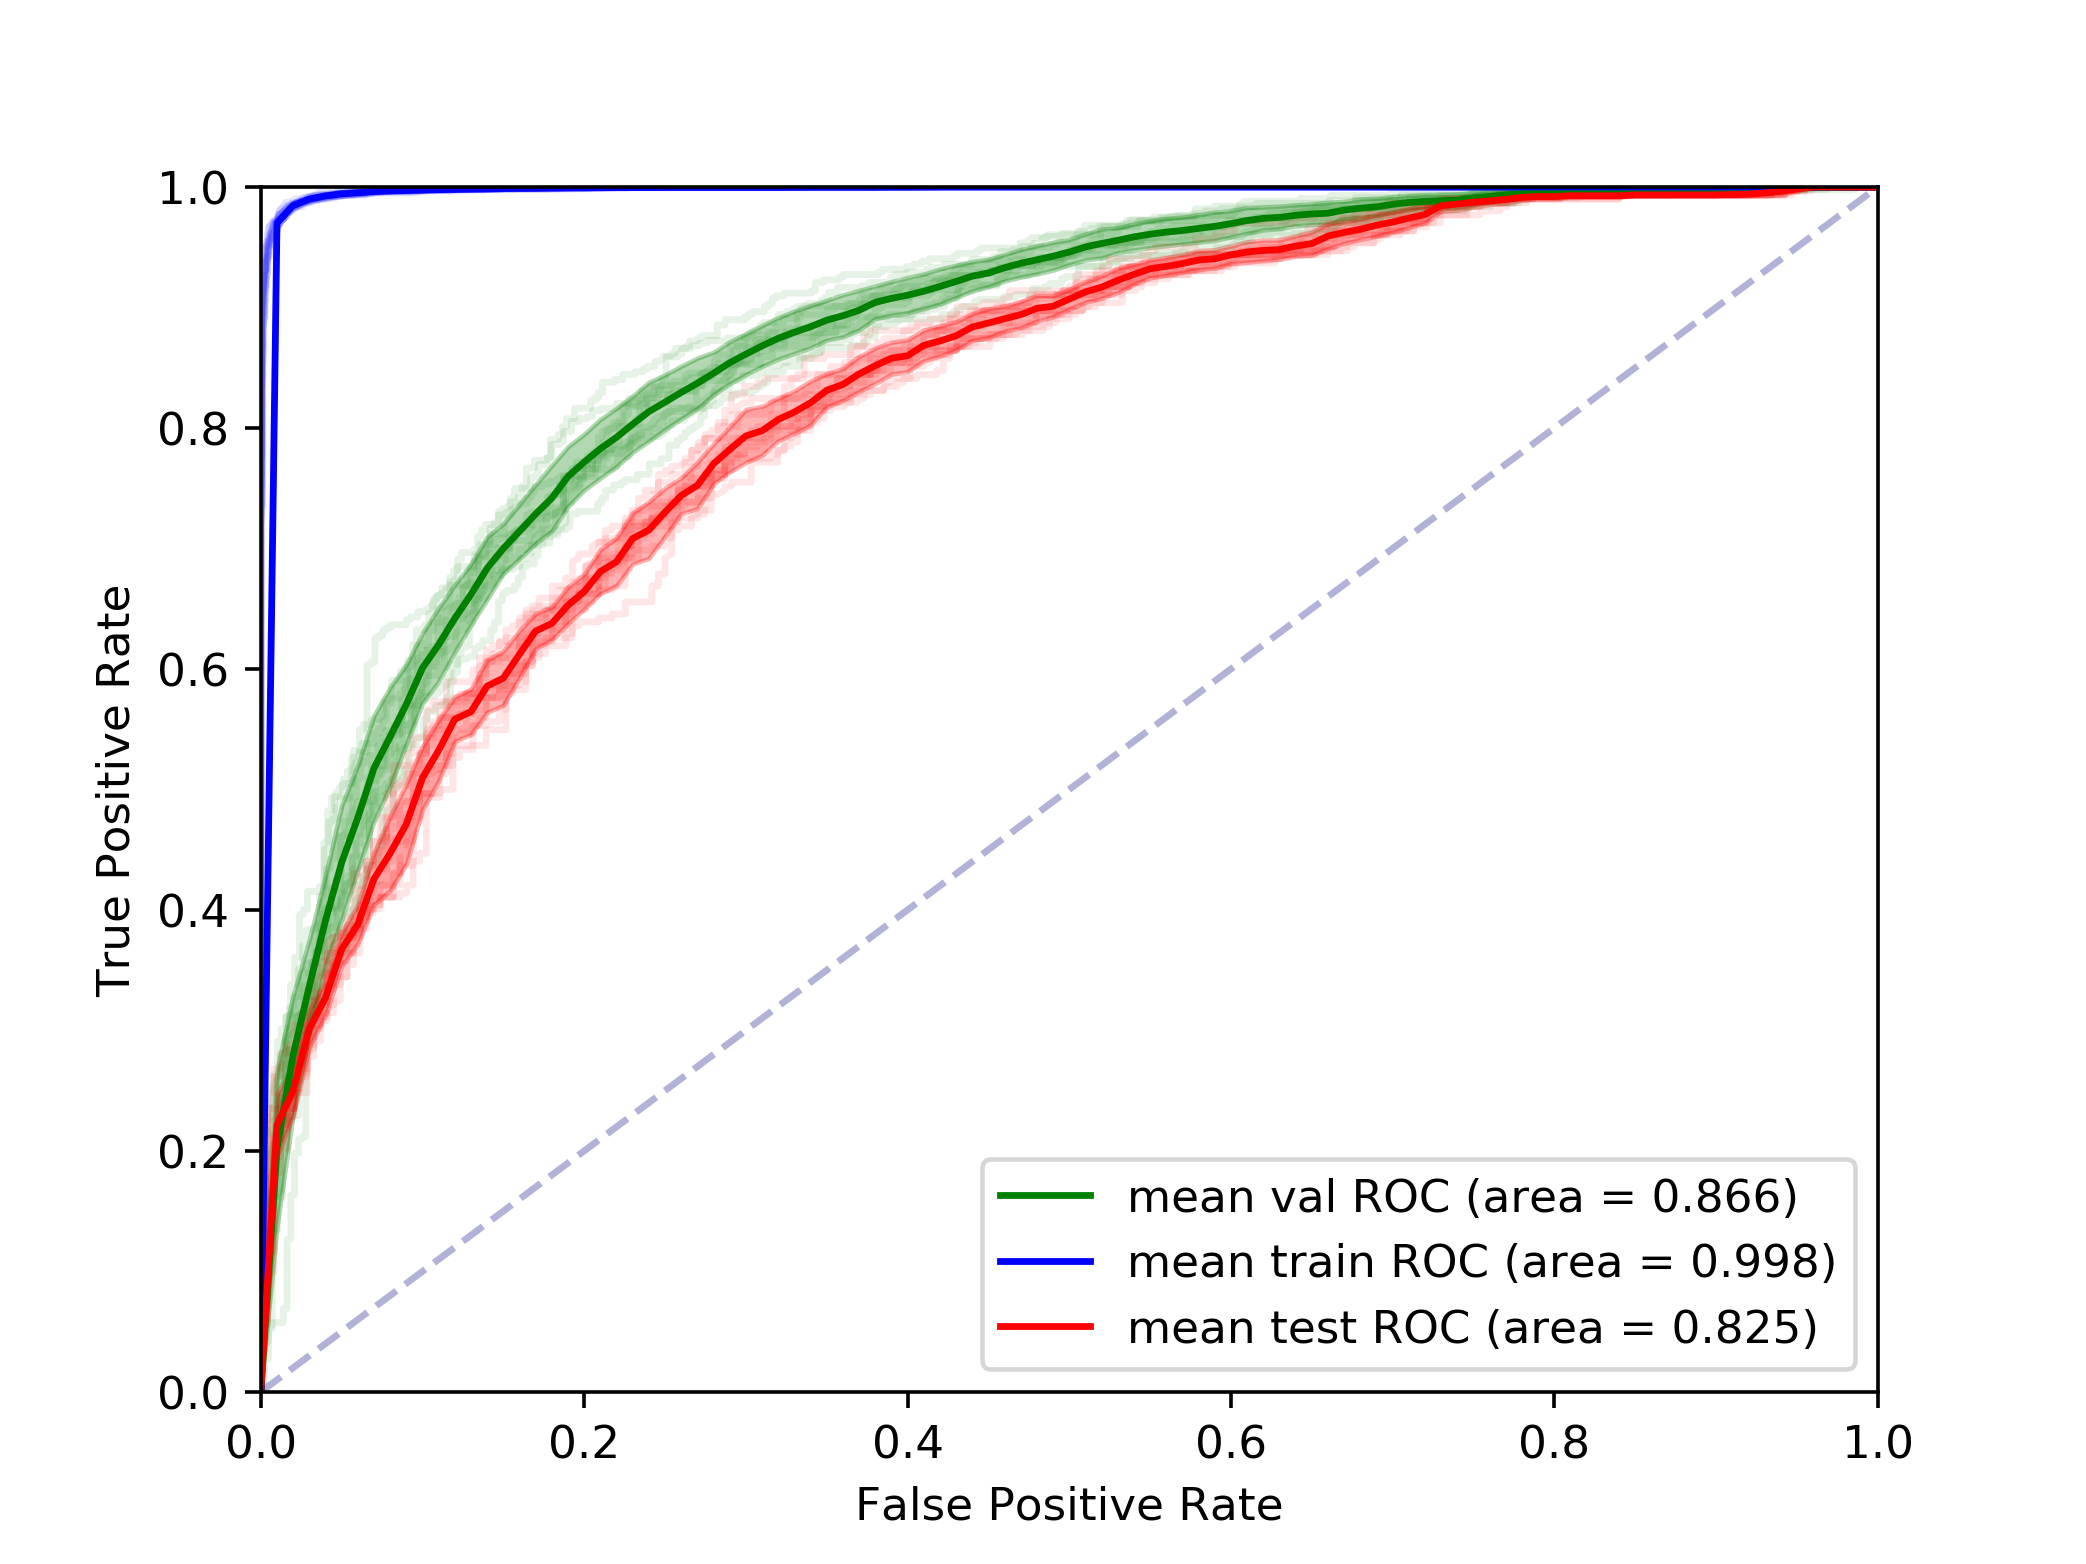 1.0
0.8
0.6
0.4
0.2
0.0
True Positive Rate
mean val ROC (area = 0.866)
mean train ROC (area = 0.998)
mean test ROC (area = 0.825)
0.0 0.2 0.4 0.6 0.8 1.0
False Positive Rate